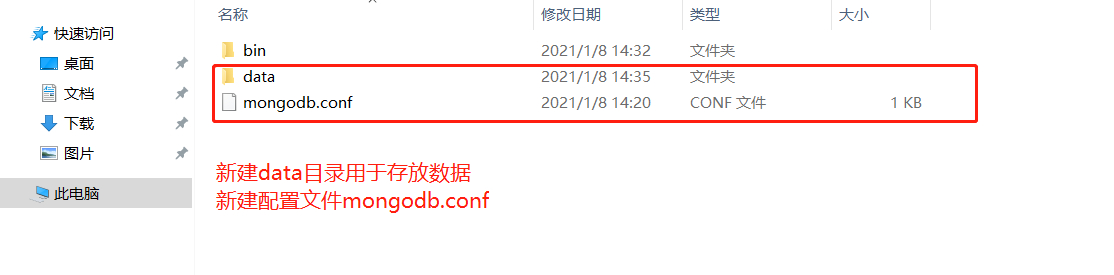 名称 修改日期 类型 大小
快速访问
桌面
文档
下载
图片
此电脑
bin 2021/1/8 14:32 文件夹
data 2021/1/8 14:35 文件夹
mongodb.conf 2021/1/8 14:20 CONF 文件 1 KB
新建data目录用于存放数据
新建配置文件mongodb.conf